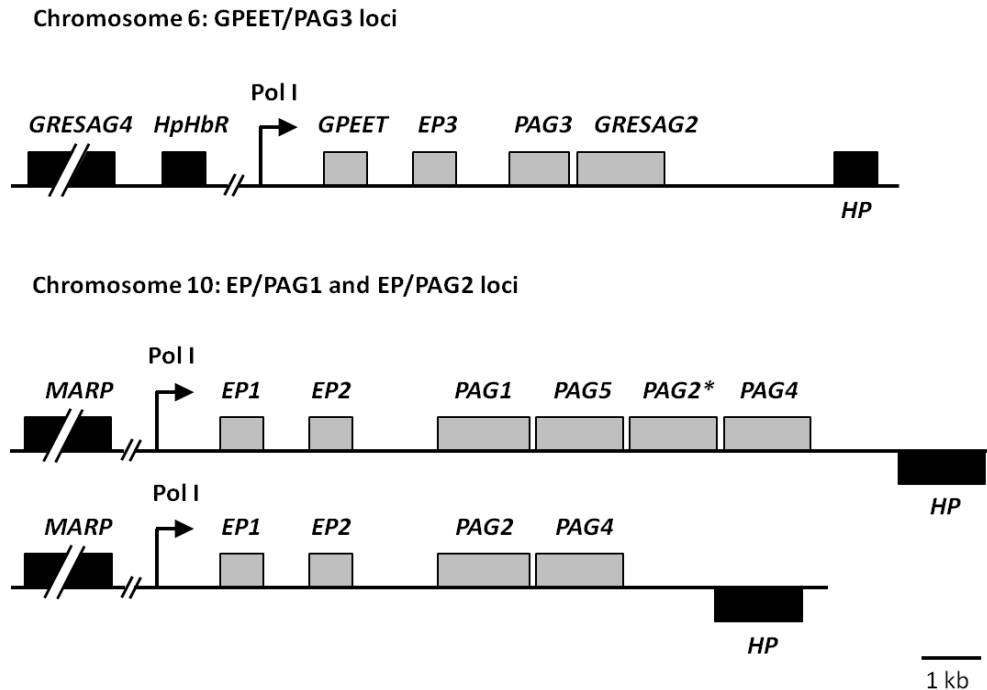 Chromosome 6: GPEET/PAG3 loci
Pol I
GRESAG4 HpHbR GPEET EP3 PAG3 GRESAG2
HP
Chromosome 10: EP/PAG1 and EP/PAG2 loci
Pol I
MARP EP1 EP2 PAG1 PAG5 PAG2* PAG4
HP
Pol I
MARP EP1 EP2 PAG2 PAG4
HP
1 kb